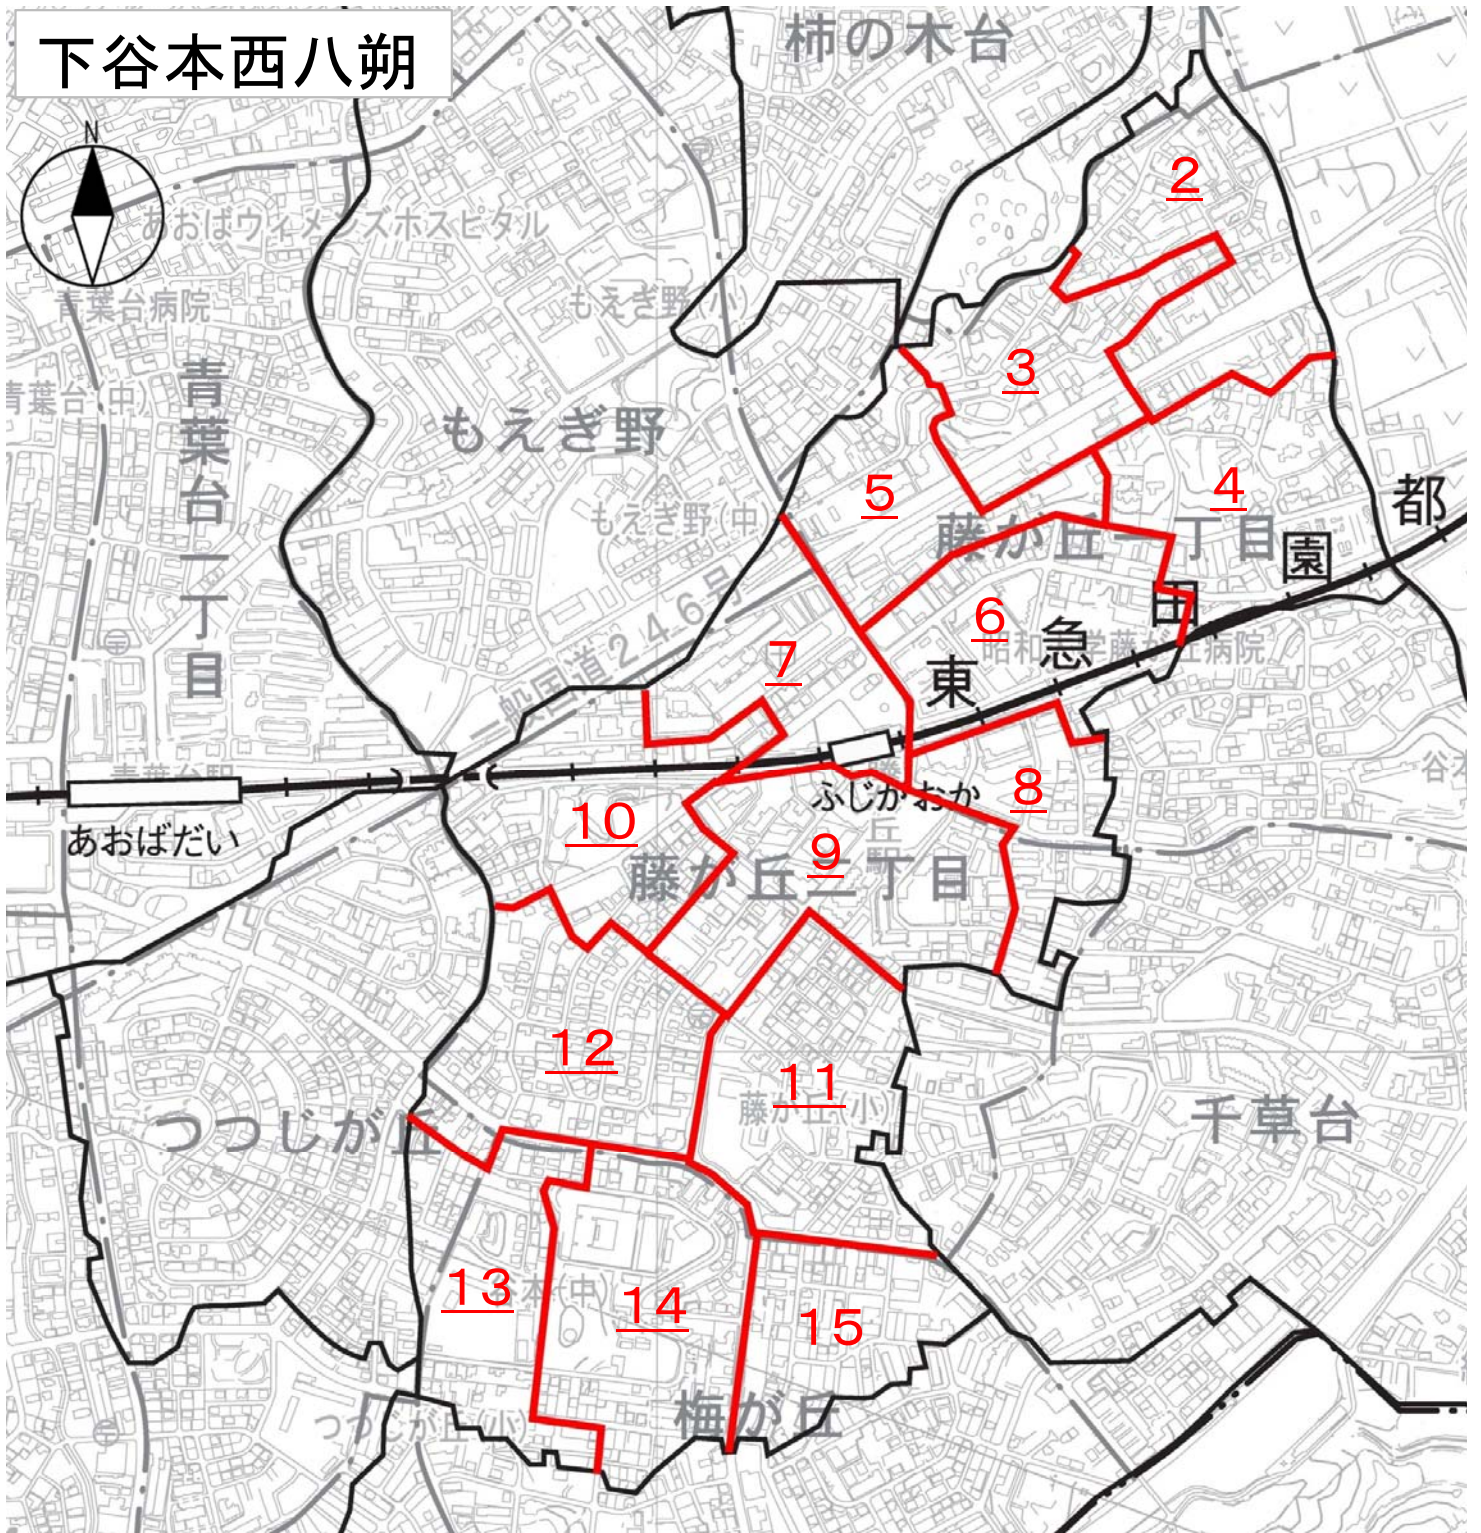 下谷本西八朔
柿の木台
N
2
あおばウィメンズホスピタル
青葉台病院
もえぎ野(小)
3
青葉台(中)
青葉台一丁目
もえぎ野
5
4
都
もえぎ野(中)
藤が丘一丁目
園
田
6
急
昭和大学藤が丘病院
一般国道246号
7
東
青葉台駅
8
ふじがおか
あおばだい
10
9
藤が丘二丁目
12
11
藤が丘(小)
つつじが丘
千草台
13
14
15
梅が丘
つつじが丘(小)